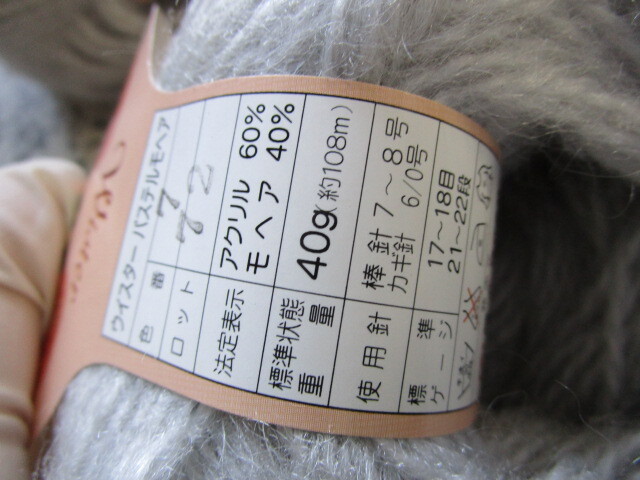 Wister
ウイスター パステルモヘア
色番 7
ロット 72
法定表示 アクリル 60%
モヘア 40%
標準状態重量 40g(約108m)
使用針 棒針 7〜8号
カギ針 6/0号
標準ゲージ 17〜18目
21〜22段